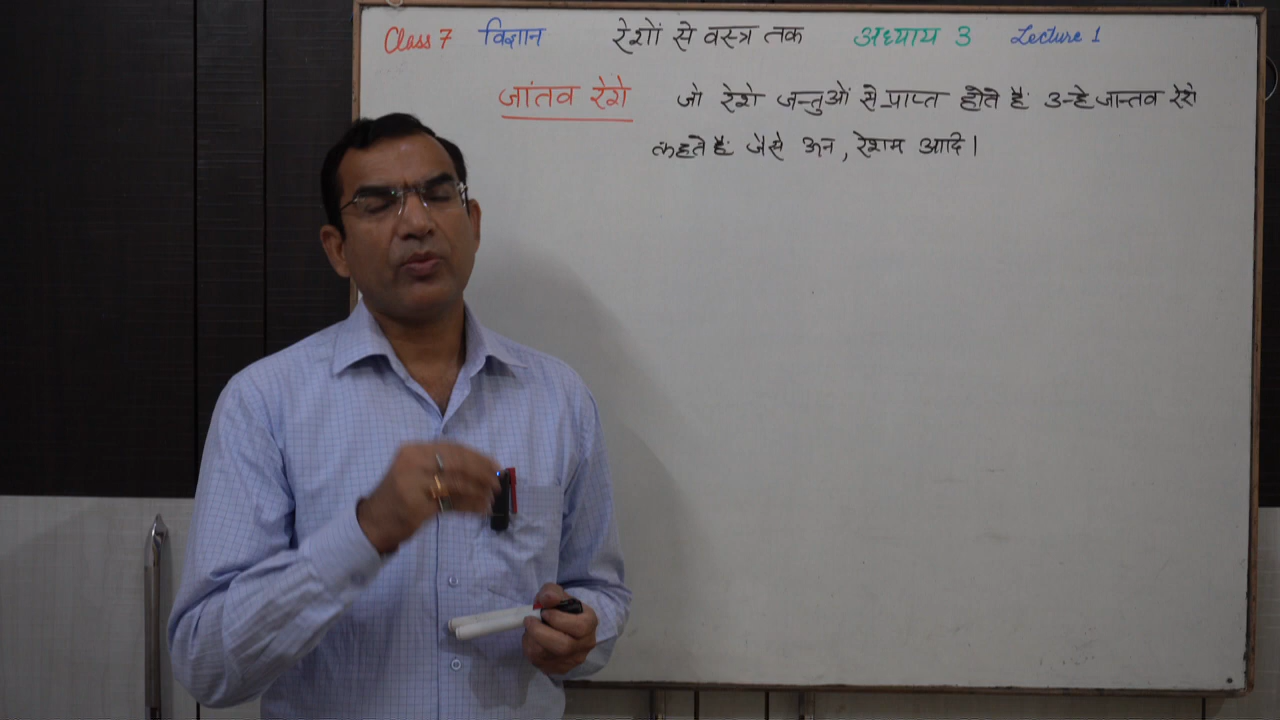 Class 7 विज्ञान रेशों से वस्त्र तक अध्याय 3 Lecture 1
जांतव रेशे जो रेशे जन्तुओं से प्राप्त होते हैं उन्हे जान्तव रेशे
कहते हैं जैसे ऊन, रेशम आदि।